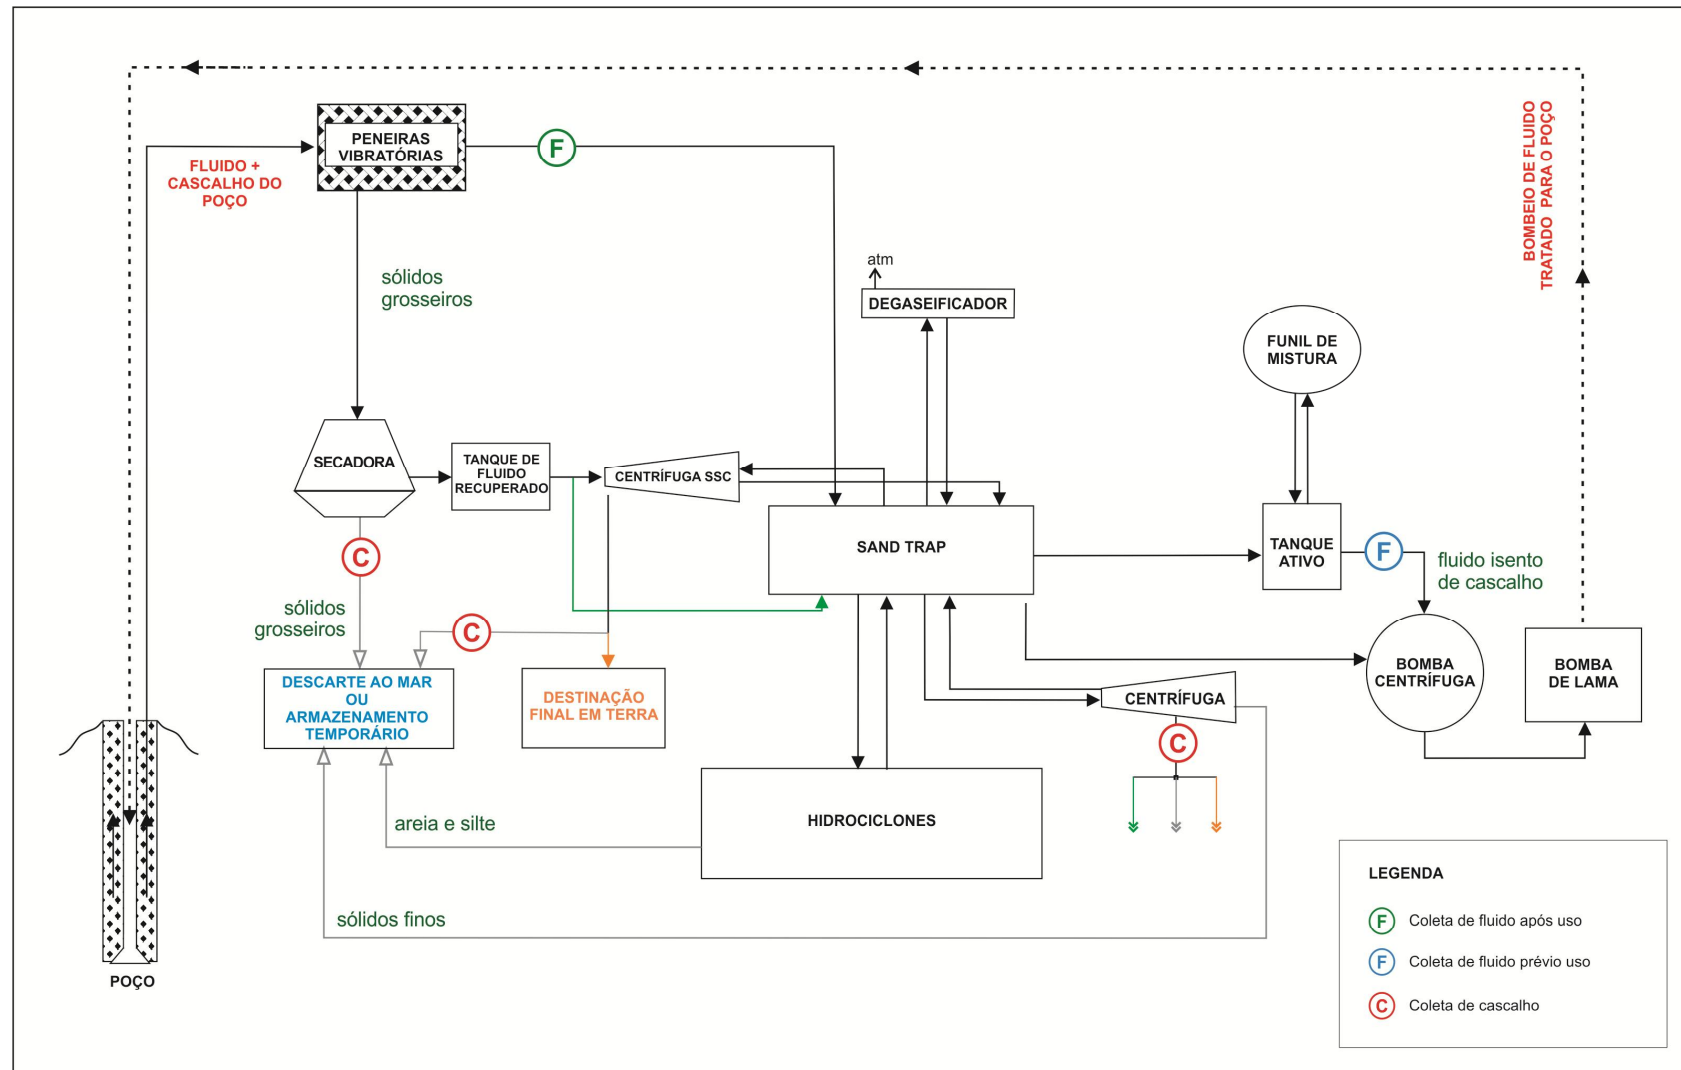 PENEIRAS
VIBRATÓRIAS
F
FLUIDO +
CASCALHO DO
POÇO
BOMBEIO DE FLUIDO
TRATADO PARA O POÇO
sólidos
grosseiros
atm
DEGASEIFICADOR
FUNIL DE
MISTURA
SECADORA
TANQUE DE
FLUIDO
RECUPERADO
CENTRÍFUGA SSC
SAND TRAP
TANQUE
ATIVO
F
fluido isento
de cascalho
C
sólidos
grosseiros
C
DESCARTE AO MAR
OU
ARMAZENAMENTO
TEMPORÁRIO
DESTINAÇÃO
FINAL EM TERRA
CENTRÍFUGA
C
BOMBA
CENTRÍFUGA
BOMBA
DE LAMA
HIDROCICLONES
areia e silte
sólidos finos
POÇO
LEGENDA
F Coleta de fluido após uso
F Coleta de fluido prévio uso
C Coleta de cascalho